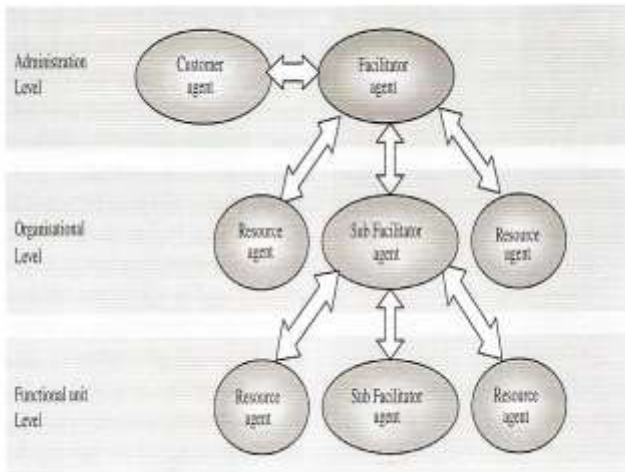 Administration
Level
Customer
agent
Facilitator
agent
Organisational
Level
Resource
agent
Sub Facilitator
agent
Resource
agent
Functional unit
Level
Resource
agent
Sub Facilitator
agent
Resource
agent